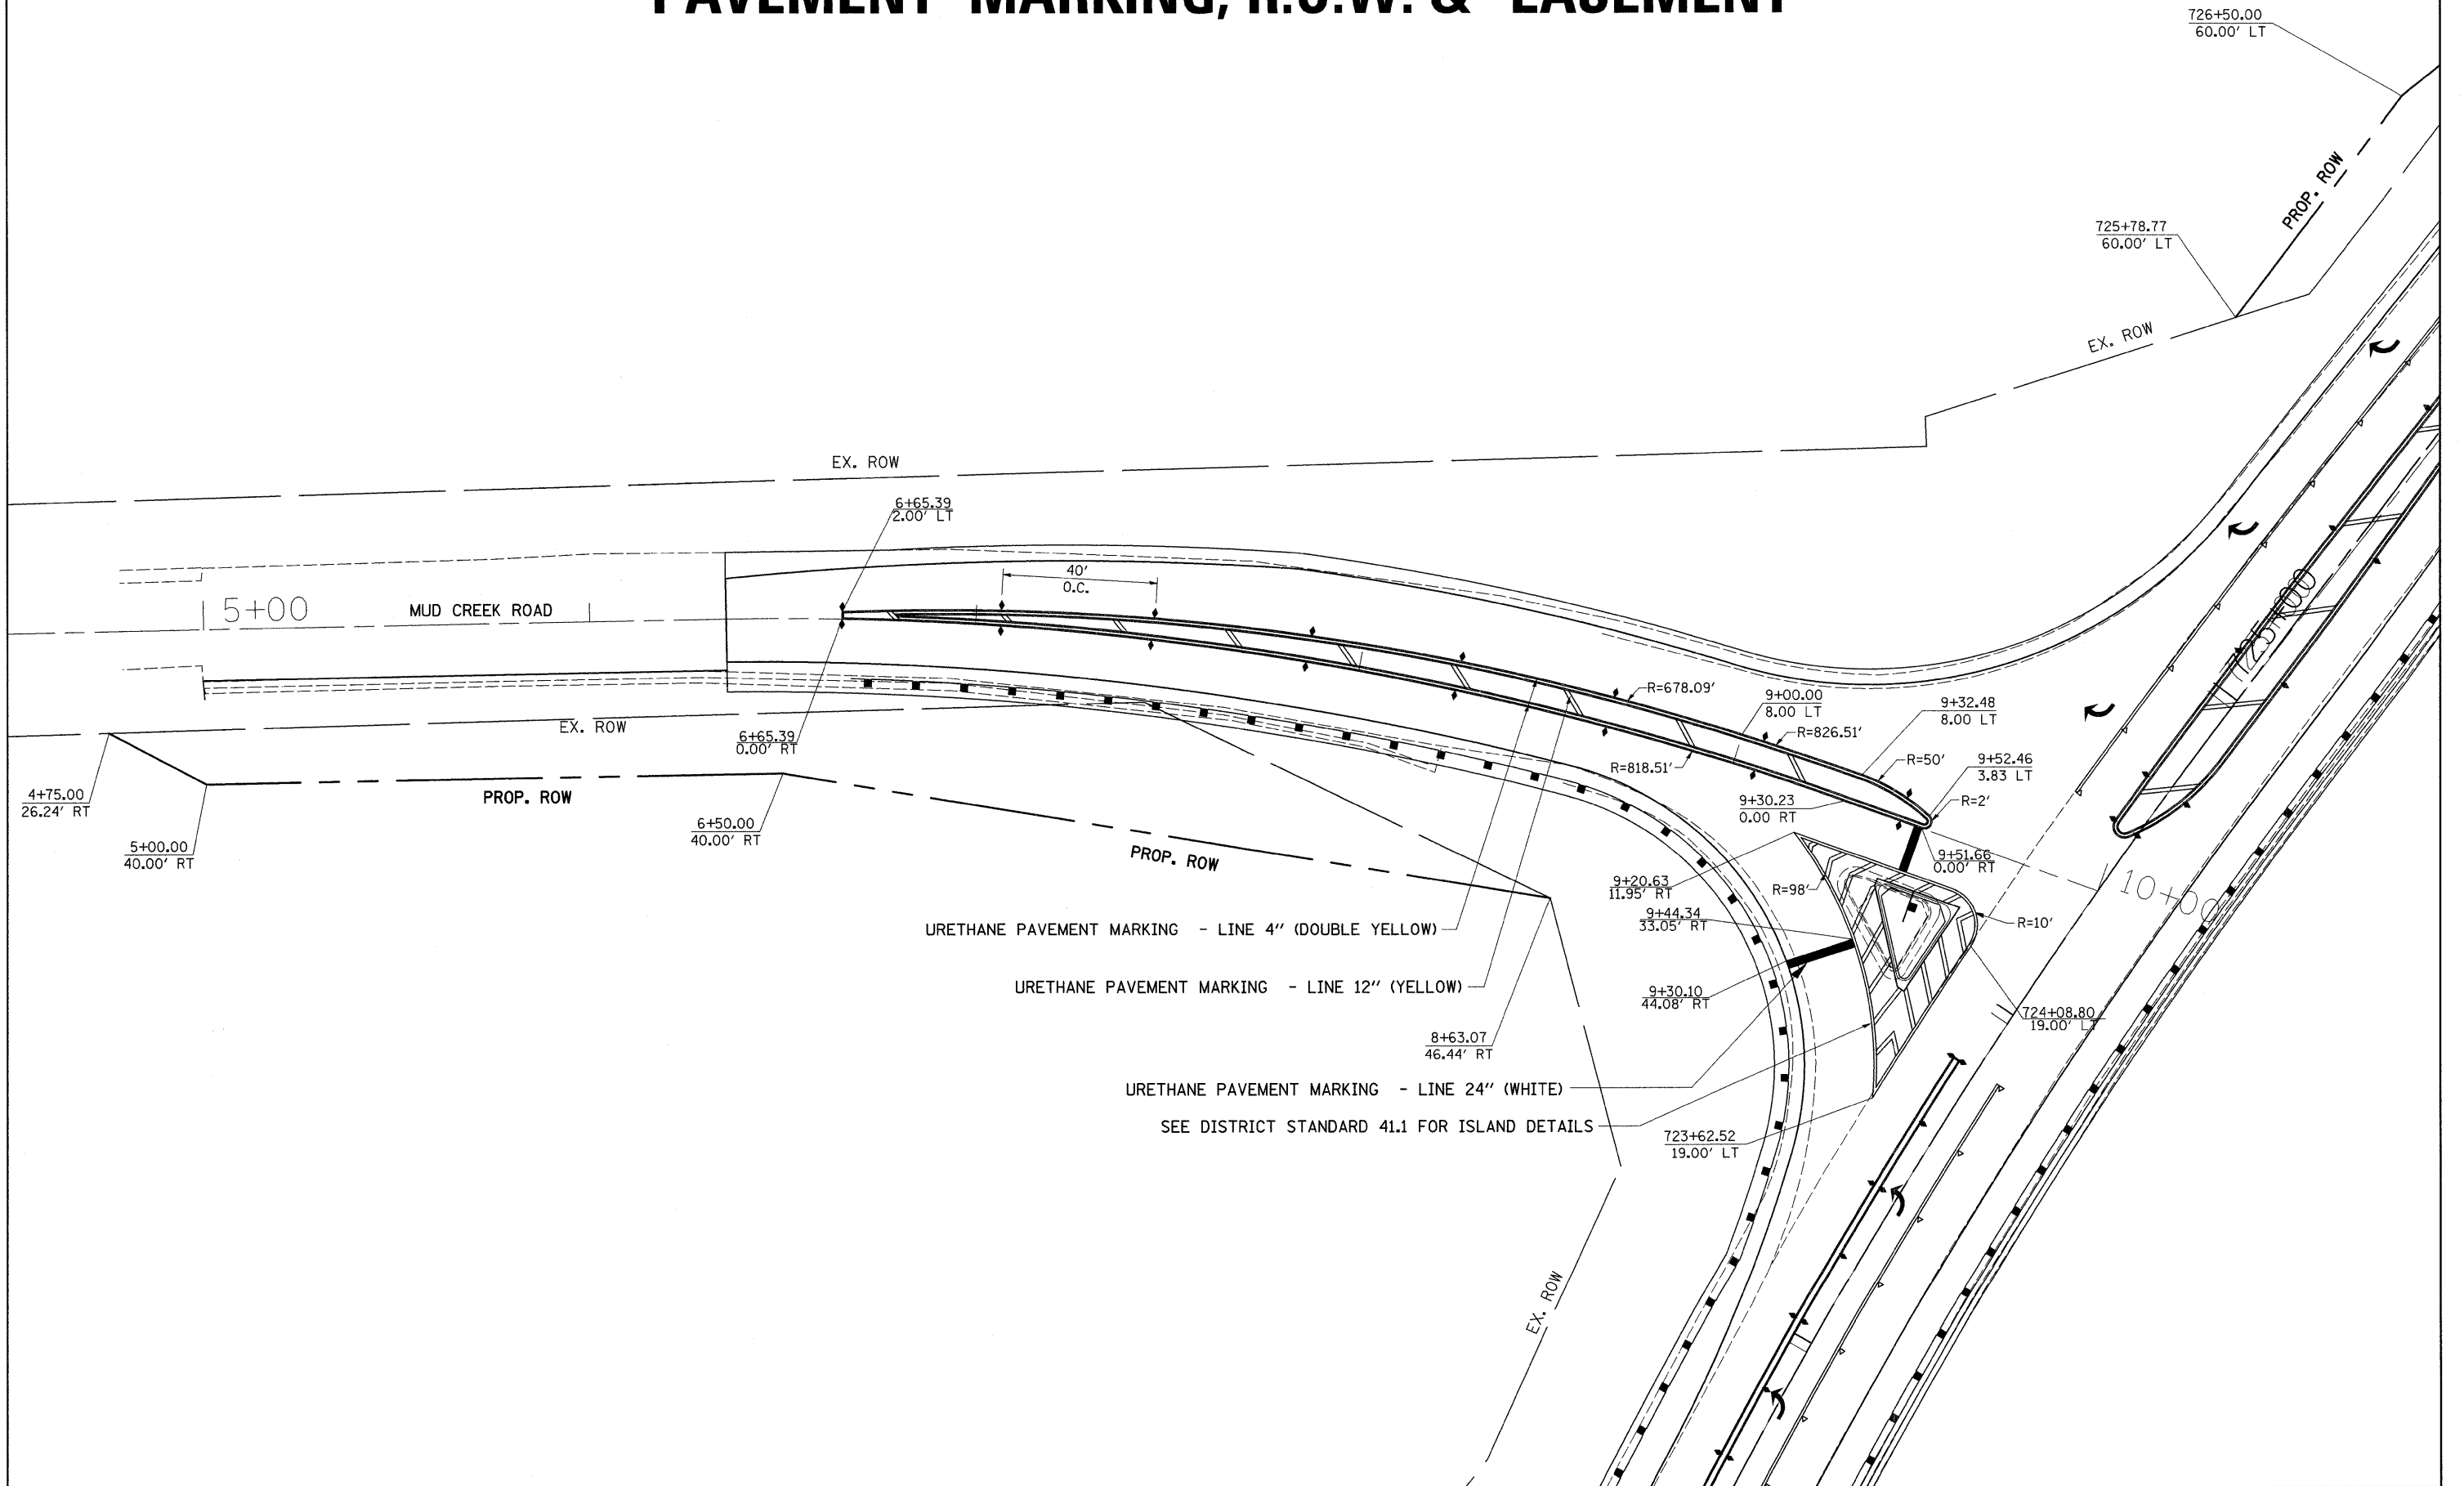 PAVEMENT MARKING, R.O.W. & EASEMENT
726+50.00
60.00' LT
PROP. ROW
725+78.77
60.00' LT
EX. ROW
EX. ROW
6+65.39
2.00' LT
40'
O.C.
5+00
MUD CREEK ROAD
725+00
R=678.09'
9+00.00
8.00 LT
9+32.48
8.00 LT
R=826.51'
EX. ROW
6+65.39
0.00' RT
R=818.51'
R=50'
9+52.46
3.83 LT
4+75.00
26.24' RT
PROP. ROW
9+30.23
0.00 RT
R=2'
5+00.00
40.00' RT
6+50.00
40.00' RT
PROP. ROW
9+51.66
0.00' RT
9+20.63
11.95' RT
R=98'
10+00
9+44.34
33.05' RT
R=10'
URETHANE PAVEMENT MARKING - LINE 4" (DOUBLE YELLOW)
URETHANE PAVEMENT MARKING - LINE 12" (YELLOW)
9+30.10
44.08' RT
724+08.80
19.00' LT
8+63.07
46.44' RT
URETHANE PAVEMENT MARKING - LINE 24" (WHITE)
SEE DISTRICT STANDARD 41.1 FOR ISLAND DETAILS
723+62.52
19.00' LT
EX. ROW